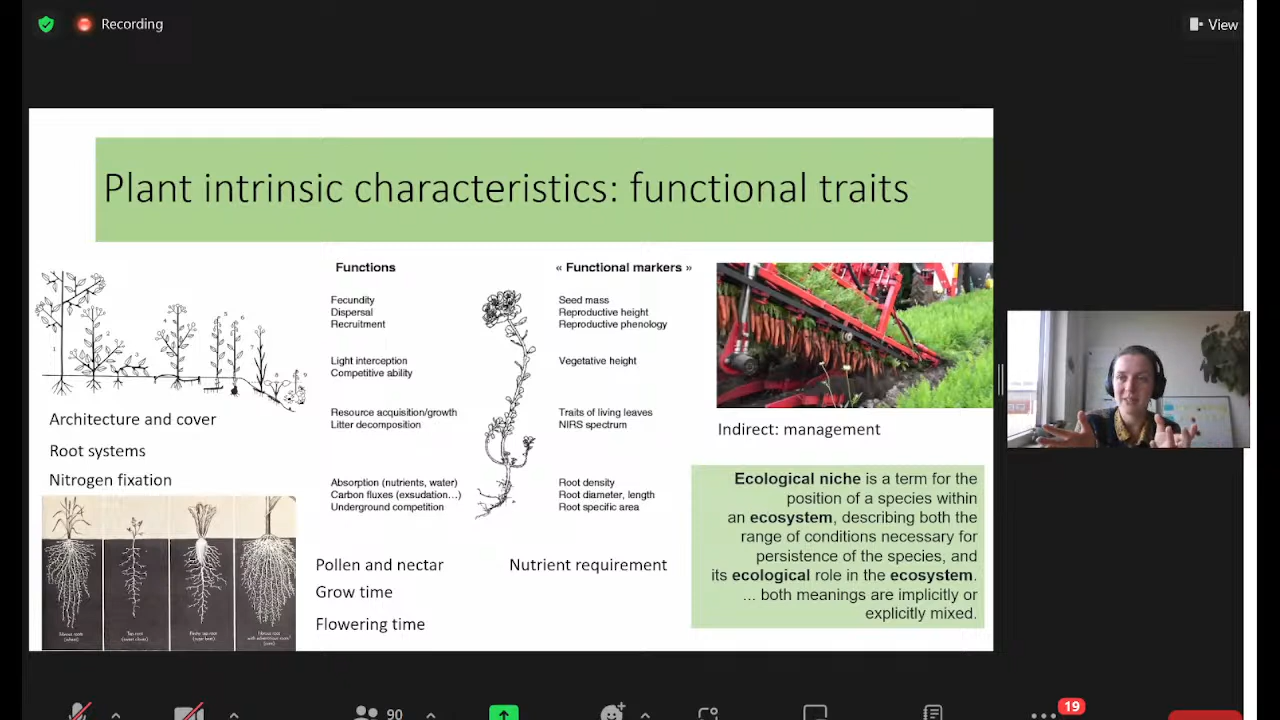 Recording
View
Plant intrinsic characteristics: functional traits
Functions
« Functional markers »
Fecundity
Dispersal
Recruitment
Seed mass
Reproductive height
Reproductive phenology
Light interception
Competitive ability
Vegetative height
Resource acquisition/growth
Litter decomposition
Traits of living leaves
NIRS spectrum
Absorption (nutrients, water)
Carbon fluxes (exsudation...)
Underground competition
Root density
Root diameter, length
Root specific area
Architecture and cover
Root systems
Nitrogen fixation
Pollen and nectar
Nutrient requirement
Grow time
Flowering time
Indirect: management
Ecological niche is a term for the
position of a species within
an ecosystem, describing both the
range of conditions necessary for
persistence of the species, and
its ecological role in the ecosystem.
... both meanings are implicitly or
explicitly mixed.
90
19